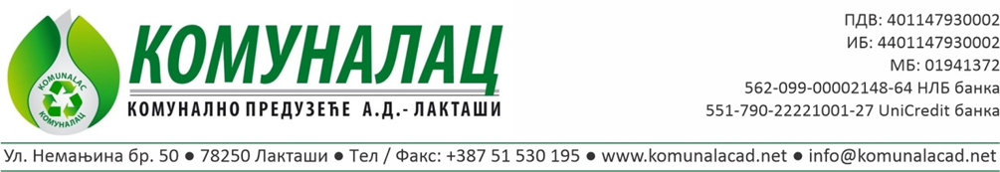 KOMUNALAC
КОМУНАЛАЦ
КОМУНАЛАЦ
КОМУНАЛНО ПРЕДУЗЕЋЕ А.Д.- ЛАКТАШИ
ПДВ: 401147930002
ИБ: 4401147930002
МБ: 01941372
562-099-00002148-64 НЛБ банка
551-790-22221001-27 UniCredit банка
Ул. Немањина бр. 50 ● 78250 Лакташи ● Тел / Факс: +387 51 530 195 ● www.komunalacad.net ● info@komunalacad.net